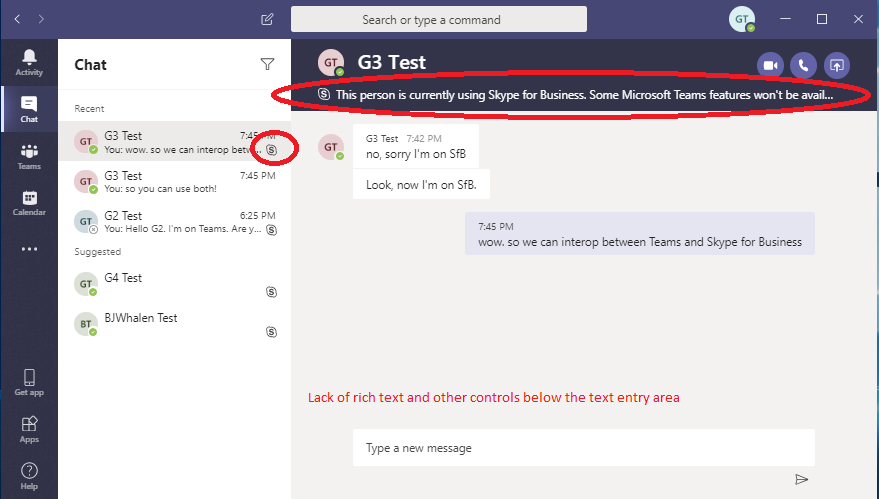 Search or type a command
GT
Activity
Chat
Teams
Calendar
Get app
Apps
Help
Chat
Recent
GT
G3 Test
7:45 PM
You: wow. so we can interop betw...
GT
G3 Test
7:45 PM
You: so you can use both!
GT
G2 Test
6:25 PM
You: Hello G2. I'm on Teams. Are y...
Suggested
GT
G4 Test
BT
BJWhalen Test
GT
G3 Test
This person is currently using Skype for Business. Some Microsoft Teams features won't be avail...
GT
G3 Test 7:42 PM
no, sorry I'm on SfB
Look, now I'm on SfB.
7:45 PM
wow. so we can interop between Teams and Skype for Business
Lack of rich text and other controls below the text entry area
Type a new message